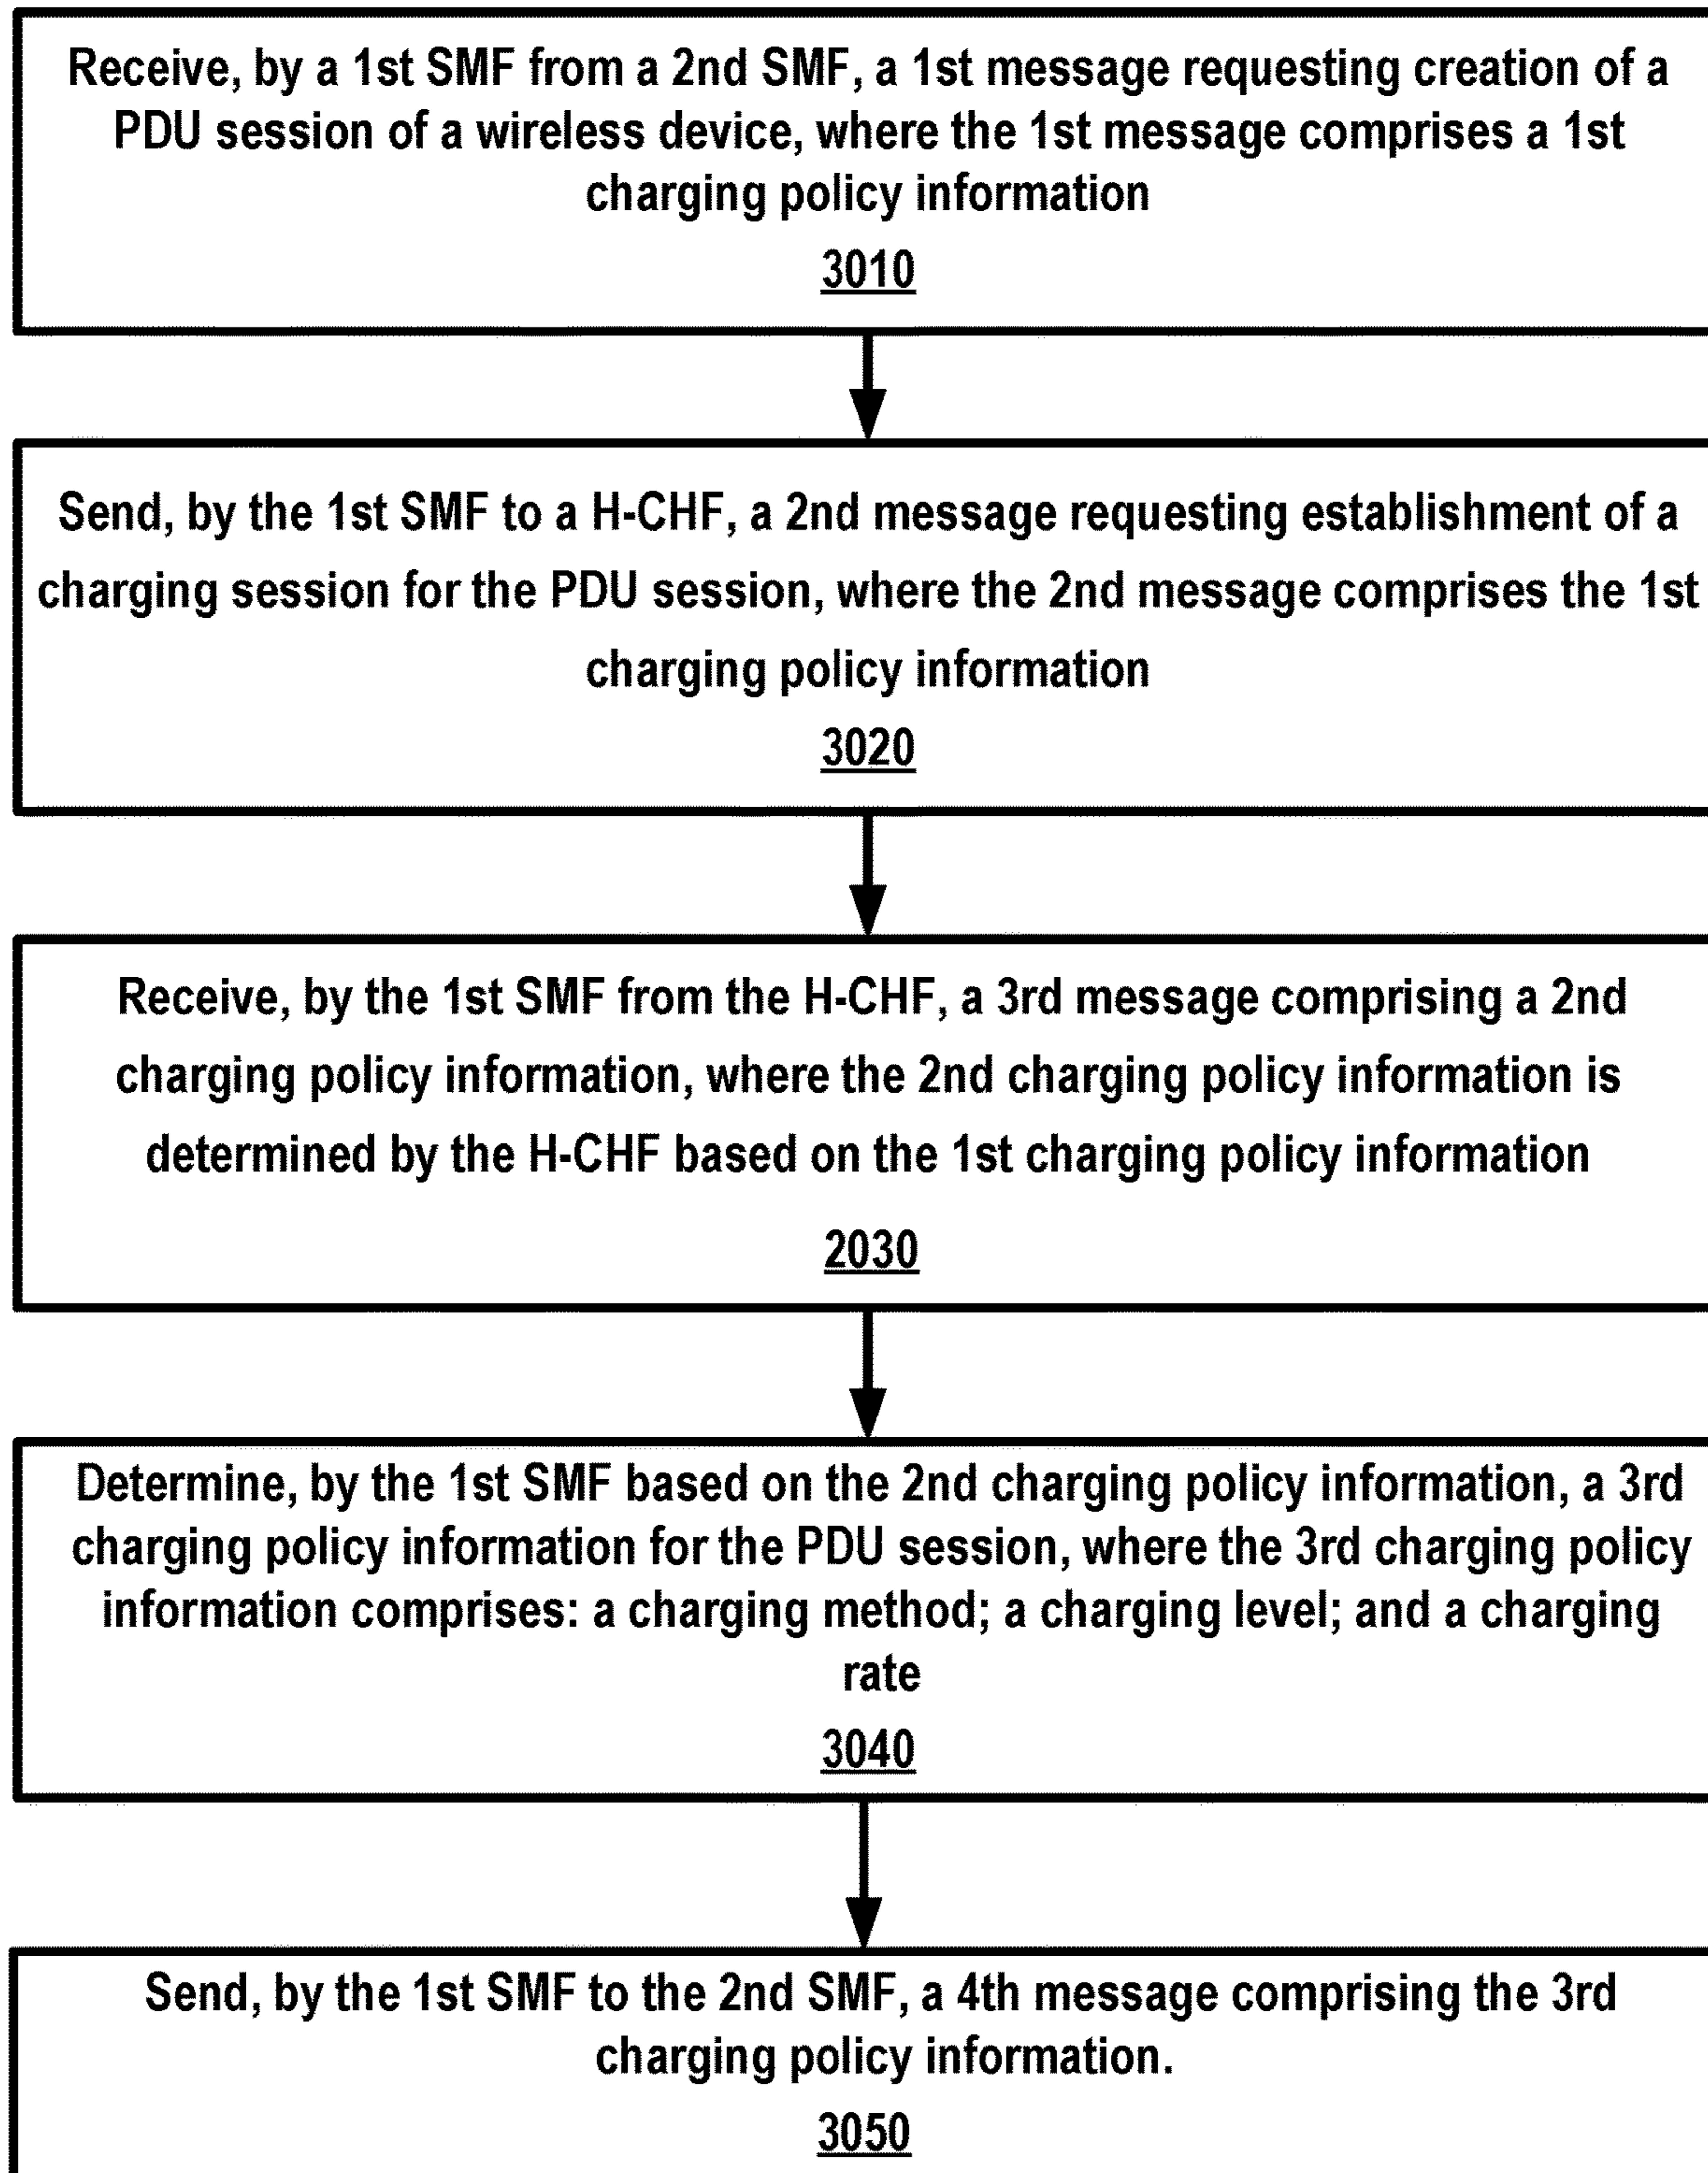 Receive, by a 1st SMF from a 2nd SMF, a 1st message requesting creation of a
PDU session of a wireless device, where the 1st message comprises a 1st
charging policy information
3010
Send, by the 1st SMF to a H-CHF, a 2nd message requesting establishment of a
charging session for the PDU session, where the 2nd message comprises the 1st
charging policy information
3020
Receive, by the 1st SMF from the H-CHF, a 3rd message comprising a 2nd
charging policy information, where the 2nd charging policy information is
determined by the H-CHF based on the 1st charging policy information
2030
Determine, by the 1st SMF based on the 2nd charging policy information, a 3rd
charging policy information for the PDU session, where the 3rd charging policy
information comprises: a charging method; a charging level; and a charging
rate
3040
Send, by the 1st SMF to the 2nd SMF, a 4th message comprising the 3rd
charging policy information.
3050